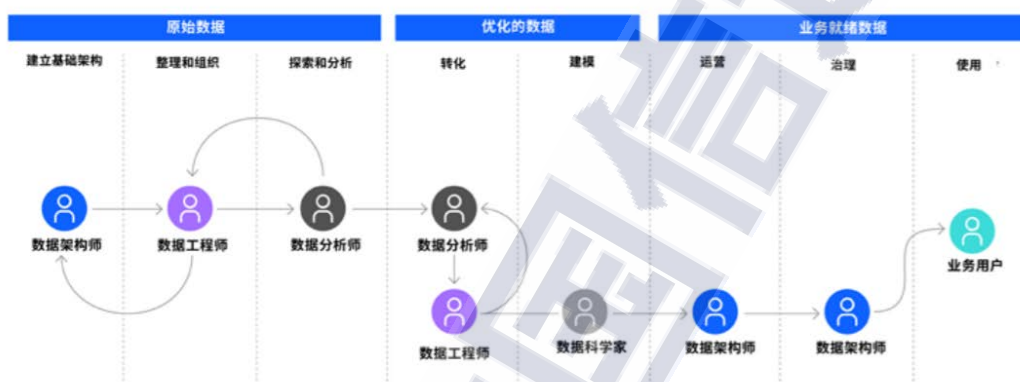 原始数据
优化的数据
业务就绪数据
建立基础架构
整理和组织
探索和分析
转化
建模
运营
治理
使用
数据架构师
数据工程师
数据分析师
数据分析师
业务用户
数据工程师
数据科学家
数据架构师
数据架构师